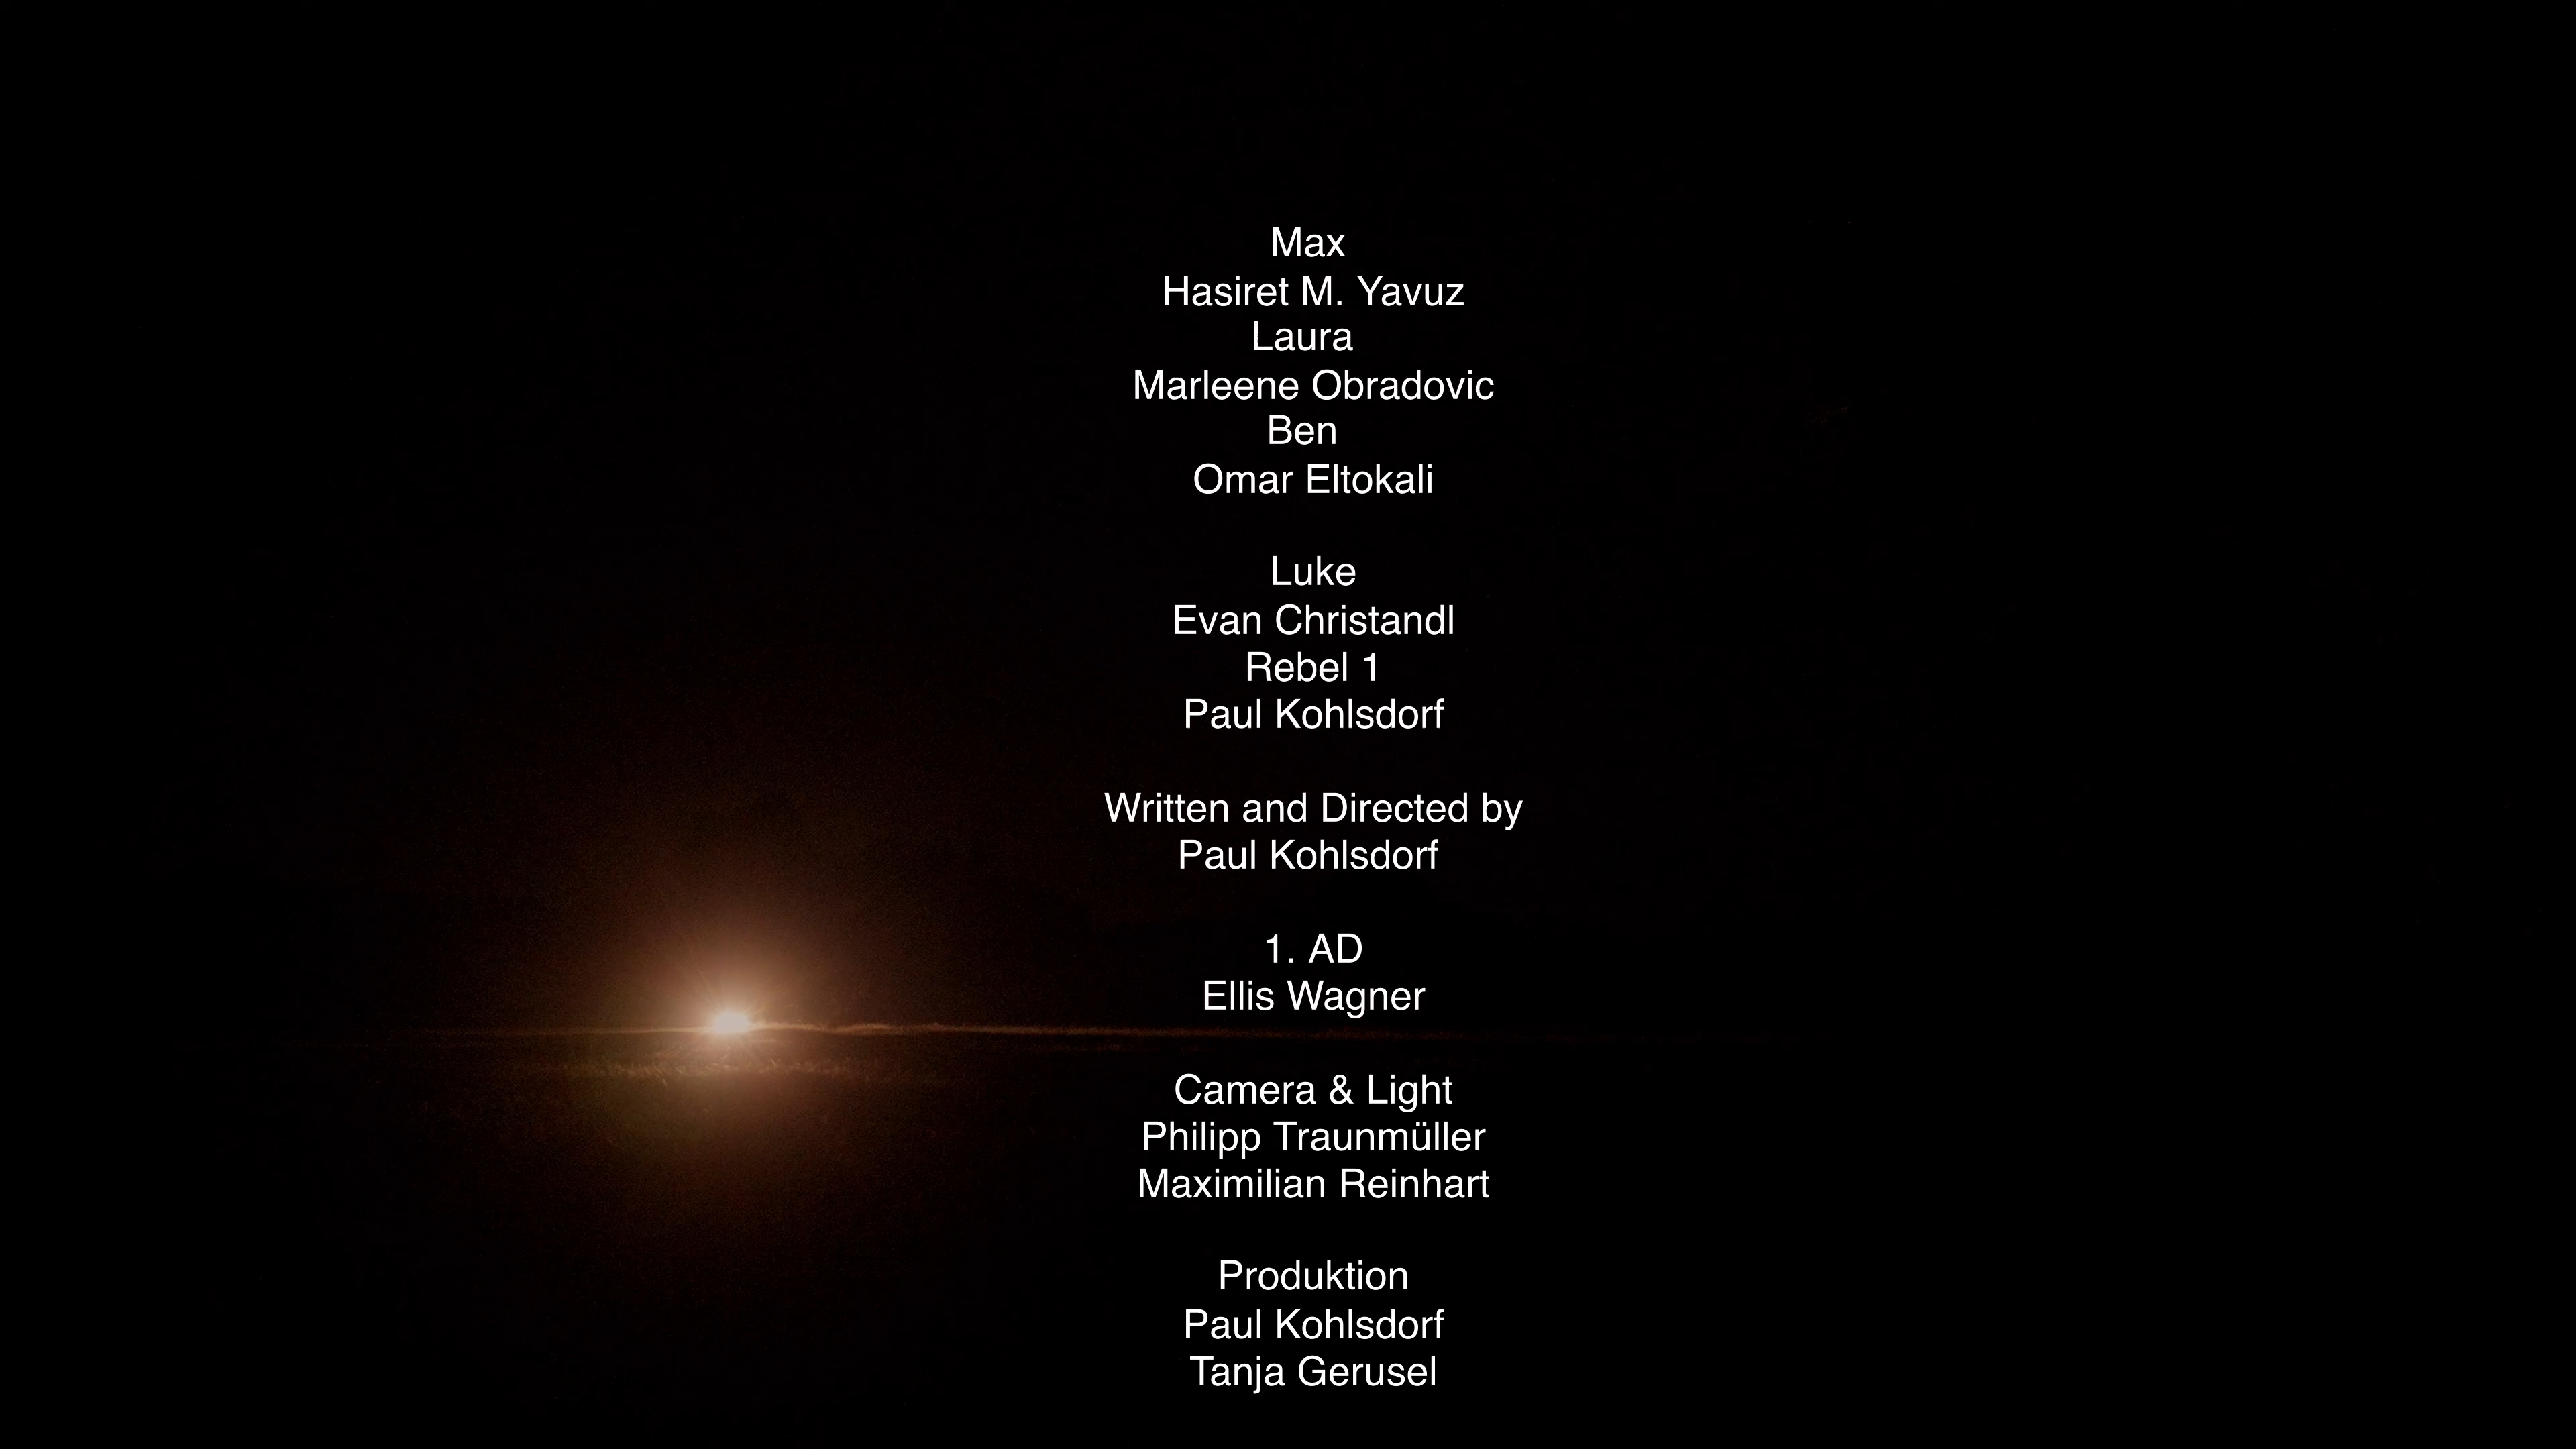 Max
Hasiret M. Yavuz
Laura
Marleene Obradovic
Ben
Omar Eltokali
Luke
Evan Christandl
Rebel 1
Paul Kohlsdorf
Written and Directed by
Paul Kohlsdorf
1. AD
Ellis Wagner
Camera & Light
Philipp Traunmüller
Maximilian Reinhart
Produktion
Paul Kohlsdorf
Tanja Gerusel